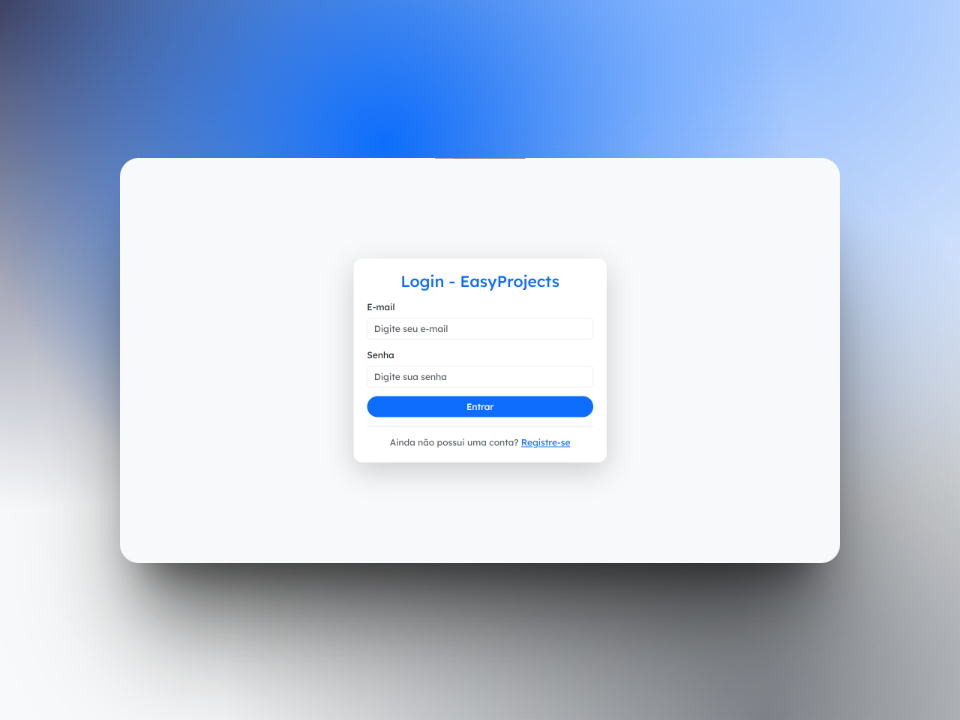 Login - EasyProjects
E-mail
Digite seu e-mail
Senha
Digite sua senha
Entrar
Ainda não possui uma conta? Registre-se